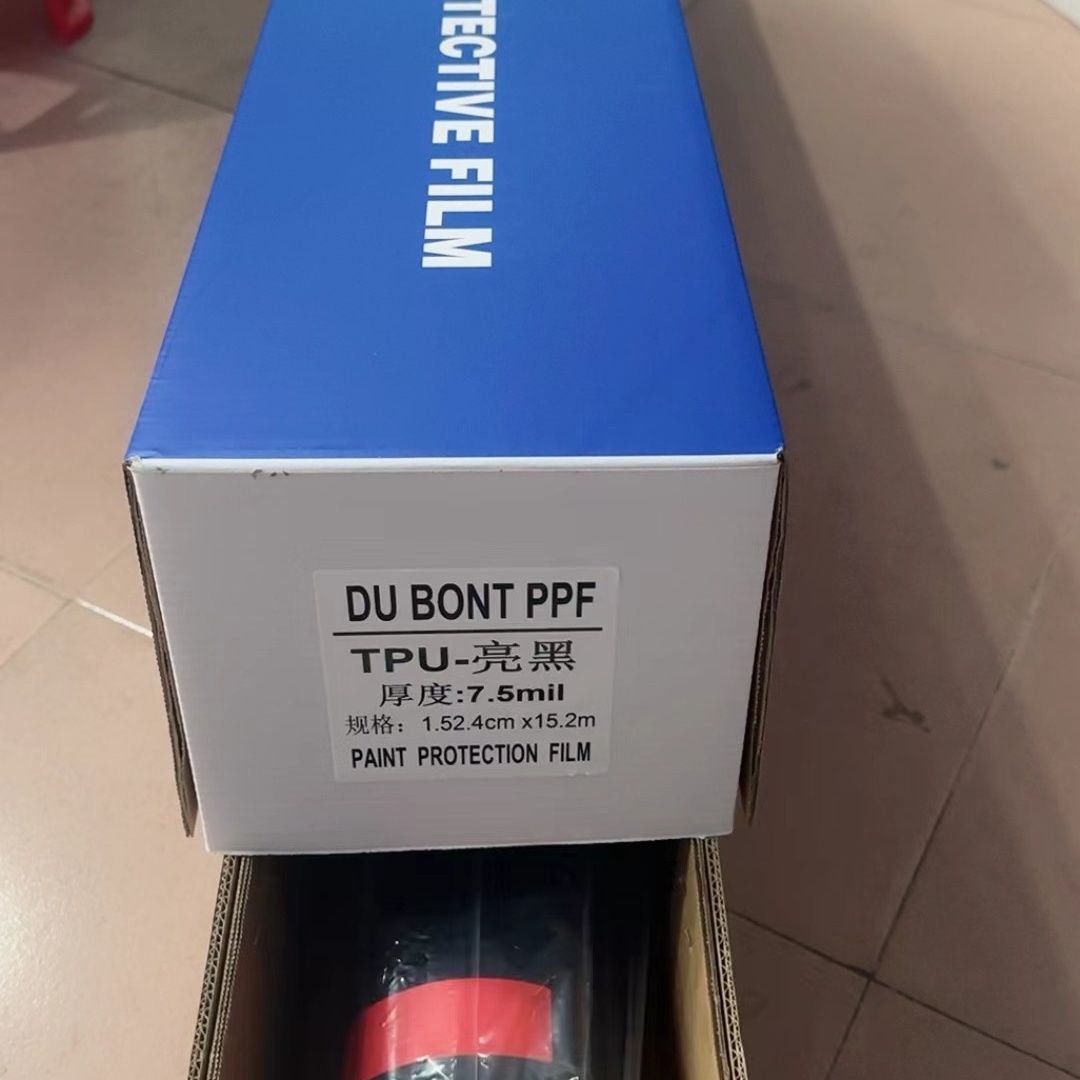 TECTIVE FILM
DU BONT PPF
TPU-亮黑
厚度:7.5mil
规格：1.52.4cm x15.2m
PAINT PROTECTION FILM